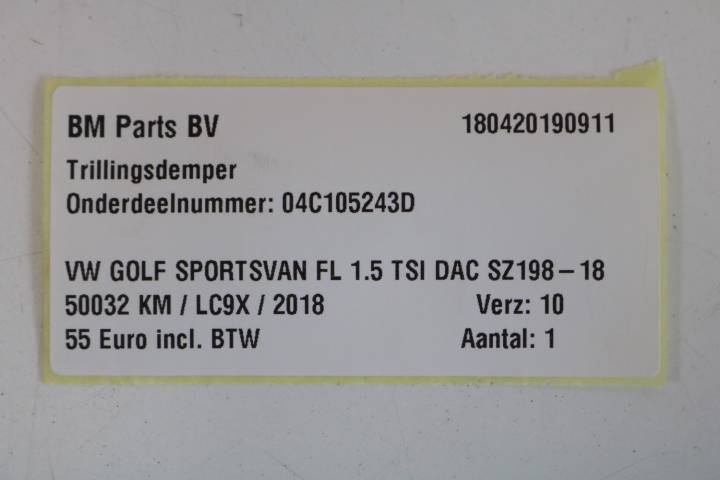 BM Parts BV 180420190911
Trillingsdemper
Onderdeelnummer: 04C105243D
VW GOLF SPORTSVAN FL 1.5 TSI DAC SZ198-18
50032 KM / LC9X / 2018 Verz: 10
55 Euro incl. BTW Aantal: 1